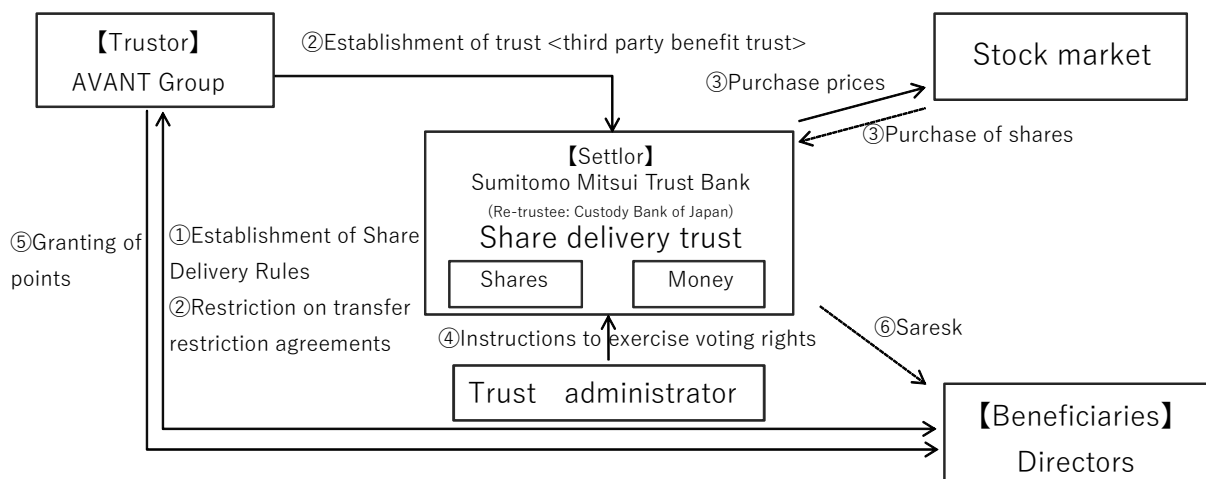 【Trustor】
AVANT Group
②Establishment of trust <third party benefit trust>
Stock market
③Purchase prices
③Purchase of shares
【Settlor】
Sumitomo Mitsui Trust Bank
(Re-trustee: Custody Bank of Japan)
Share delivery trust
Shares
Money
⑤Granting of
points
①Establishment of Share
Delivery Rules
②Restriction on transfer
restriction agreements
④Instructions to exercise voting rights
⑥Saresk
Trust administrator
【Beneficiaries】
Directors